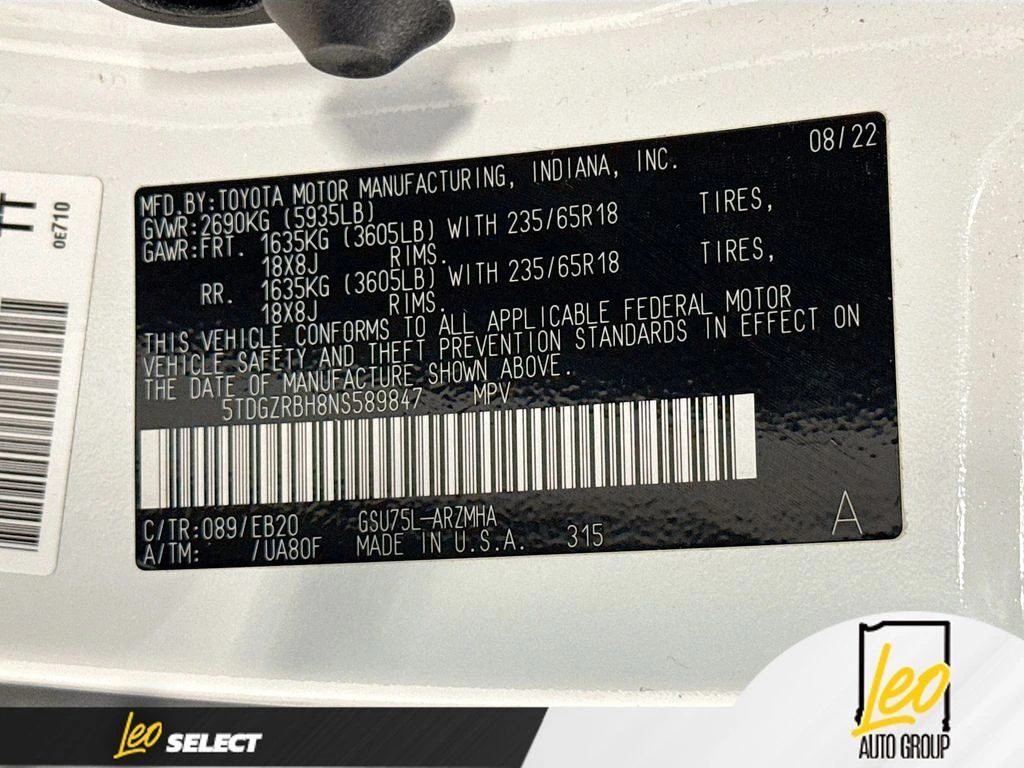 08/22
MFD.BY:TOYOTA MOTOR MANUFACTURING, INDIANA, INC.
GVWR:2690KG (5935LB)
GAWR:FRT. 1635KG (3605LB) WITH 235/65R18 TIRES,
18X8J RIMS.
RR. 1635KG (3605LB) WITH 235/65R18 TIRES,
18X8J RIMS.
THIS VEHICLE CONFORMS TO ALL APPLICABLE FEDERAL MOTOR
VEHICLE SAFETY AND THEFT PREVENTION STANDARDS IN EFFECT ON
THE DATE OF MANUFACTURE SHOWN ABOVE.
5TDGZRBH8NS589847 MPV
C/TR:089/EB20 GSU75L-ARZMHA
A/TM: /UA80F MADE IN U.S.A. 315
A
TT
0E710
Leo SELECT
Leo
AUTO GROUP